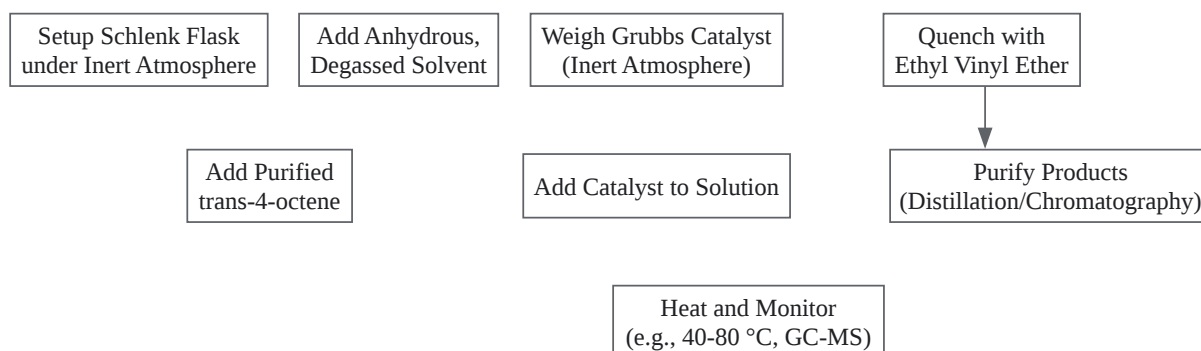 Setup Schlenk Flask
under Inert Atmosphere
Add Anhydrous,
Degassed Solvent
Weigh Grubbs Catalyst
(Inert Atmosphere)
Quench with
Ethyl Vinyl Ether
Add Purified
trans-4-octene
Add Catalyst to Solution
Purify Products
(Distillation/Chromatography)
Heat and Monitor
(e.g., 40-80 °C, GC-MS)